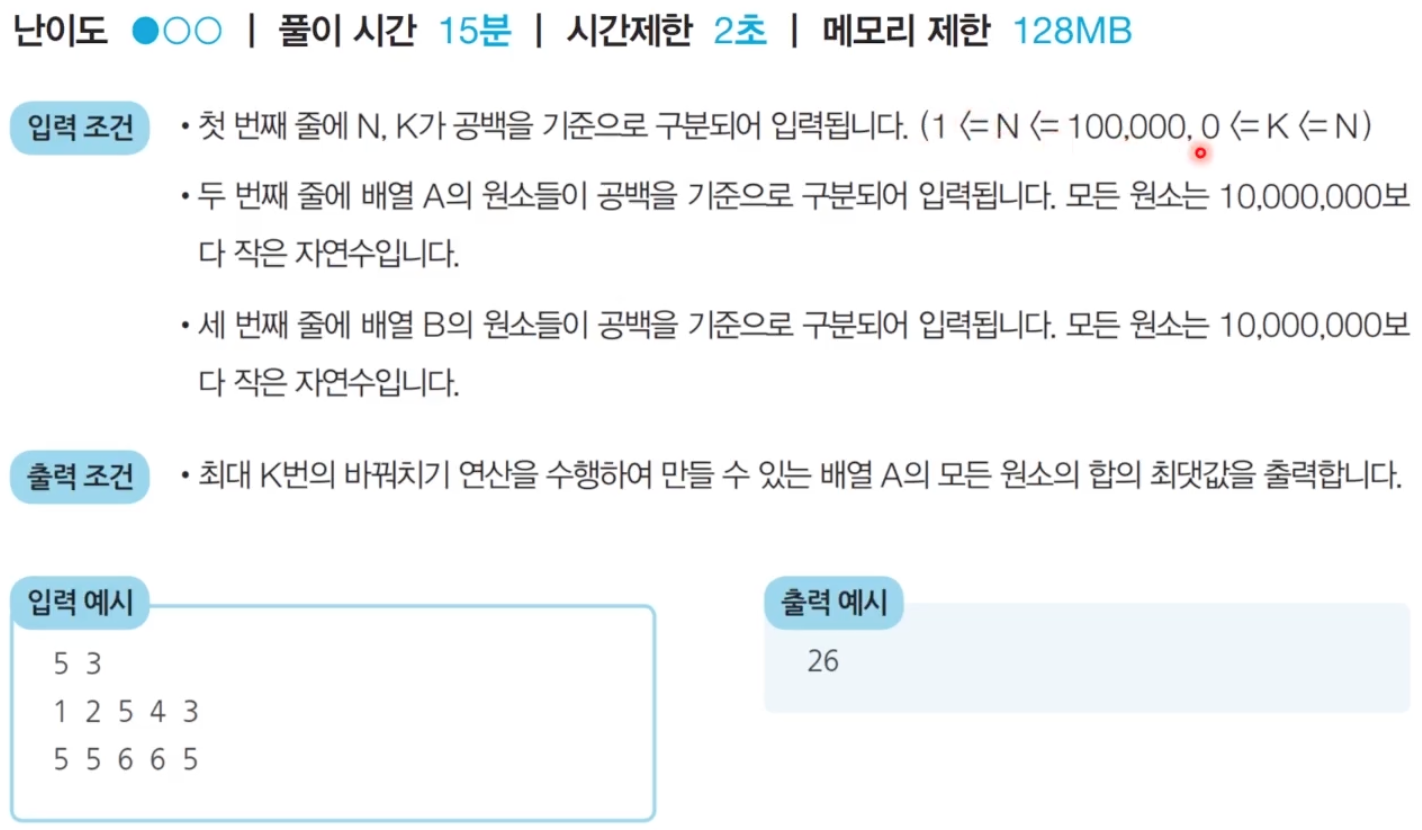 난이도 ●○○ | 풀이 시간 15분 | 시간제한 2초 | 메모리 제한 128MB
입력 조건 • 첫 번째 줄에 N, K가 공백을 기준으로 구분되어 입력됩니다. (1 <= N <= 100,000, 0 <= K <= N)
• 두 번째 줄에 배열 A의 원소들이 공백을 기준으로 구분되어 입력됩니다. 모든 원소는 10,000,000보
다 작은 자연수입니다.
• 세 번째 줄에 배열 B의 원소들이 공백을 기준으로 구분되어 입력됩니다. 모든 원소는 10,000,000보
다 작은 자연수입니다.
출력 조건 • 최대 K번의 바꿔치기 연산을 수행하여 만들 수 있는 배열 A의 모든 원소의 합의 최댓값을 출력합니다.
입력 예시
5 3
1 2 5 4 3
5 5 6 6 5
출력 예시
26